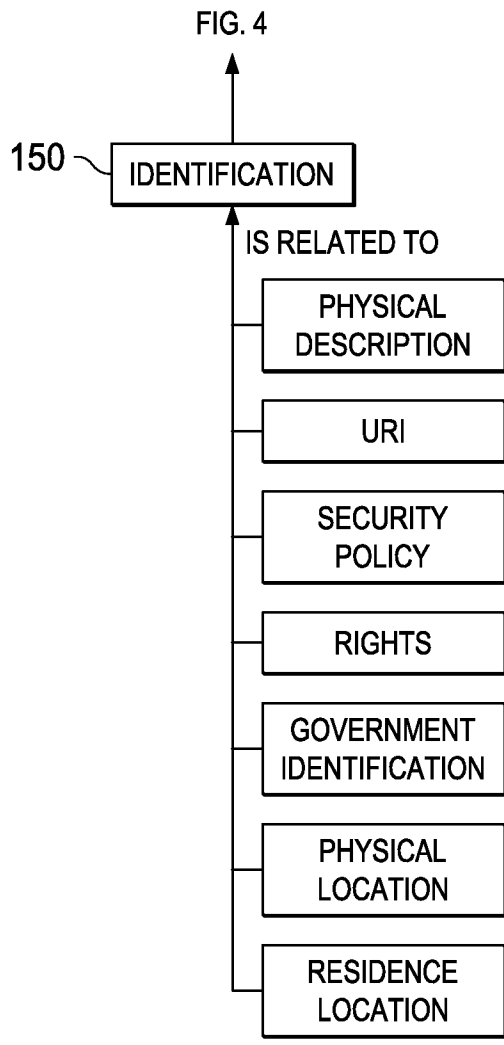 FIG. 4
150
IDENTIFICATION
IS RELATED TO
PHYSICAL
DESCRIPTION
URI
SECURITY
POLICY
RIGHTS
GOVERNMENT
IDENTIFICATION
PHYSICAL
LOCATION
RESIDENCE
LOCATION